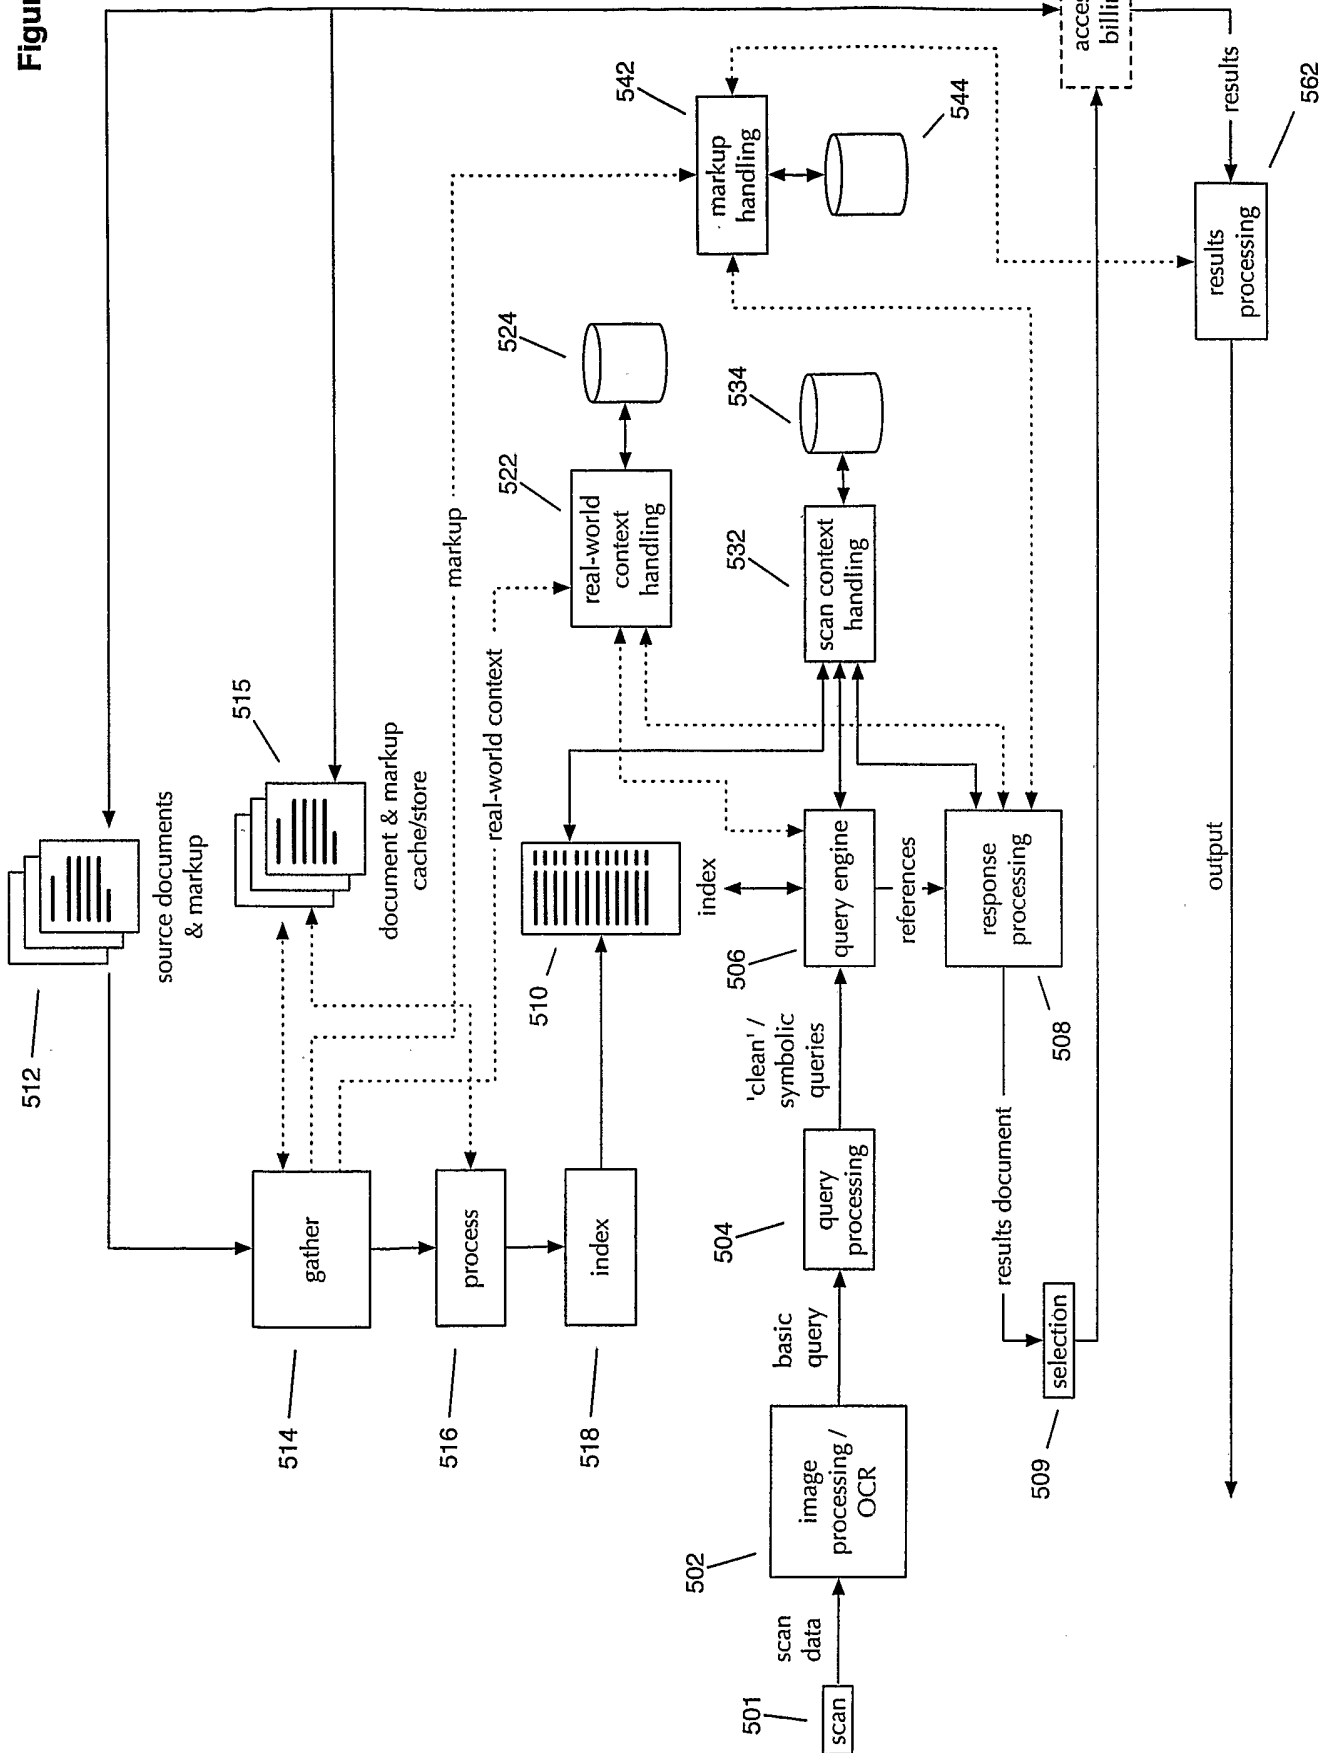 Figur
512
source documents
& markup
515
document & markup
cache/store
514
gather
516
process
518
index
markup
real-world context
510
index
522
real-world
context
handling
524
542
markup
handling
544
532
scan context
handling
534
501
scan
scan
data
502
image
processing /
OCR
basic
query
504
query
processing
'clean' /
symbolic
queries
506
query engine
references
508
response
processing
results document
509
selection
acces
billin
results
562
results
processing
output